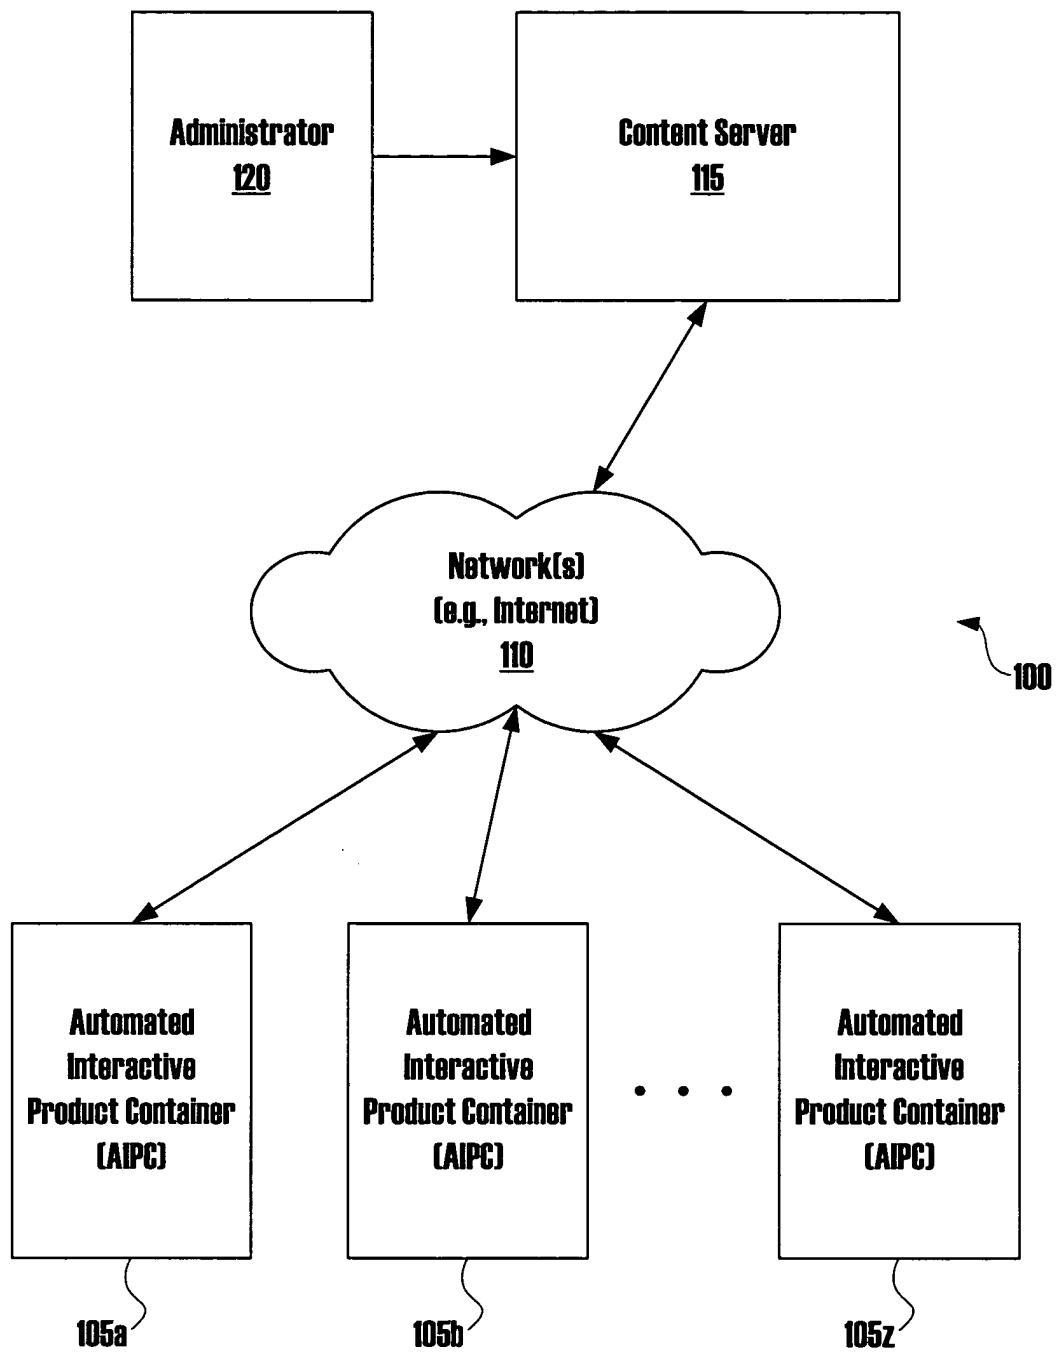 Administrator
120
Content Server
115
Network(s)
(e.g., Internet)
110
100
Automated
Interactive
Product Container
(AIPC)
Automated
Interactive
Product Container
(AIPC)
. . .
Automated
Interactive
Product Container
(AIPC)
105a
105b
105z